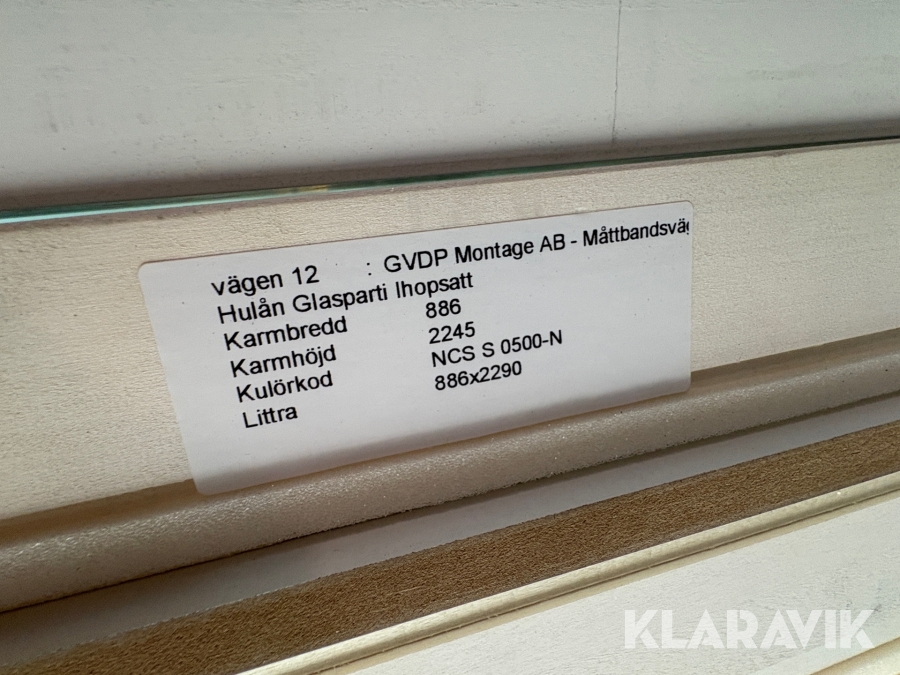 vägen 12 : GVDP Montage AB - Måttbandsväg
Hulån Glasparti Ihopsatt
Karmbredd 886
Karmhöjd 2245
Kulörkod NCS S 0500-N
Littra 886x2290
KLARAVIK